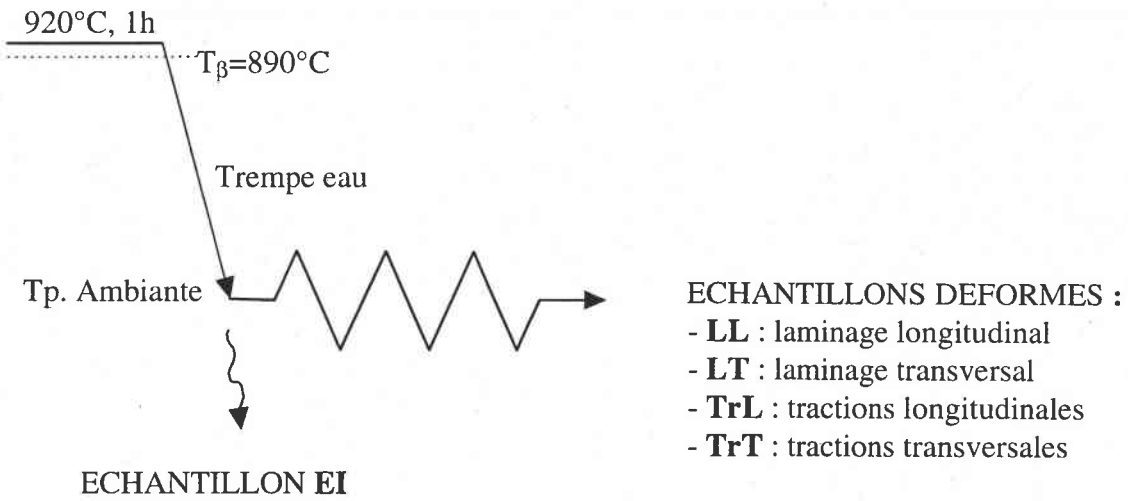 920°C, 1h
Tβ=890°C
Trempe eau
Tp. Ambiante
ECHANTILLONS DEFORMES :
- LL : laminage longitudinal
- LT : laminage transversal
- TrL : tractions longitudinales
- TrT : tractions transversales
ECHANTILLON EI